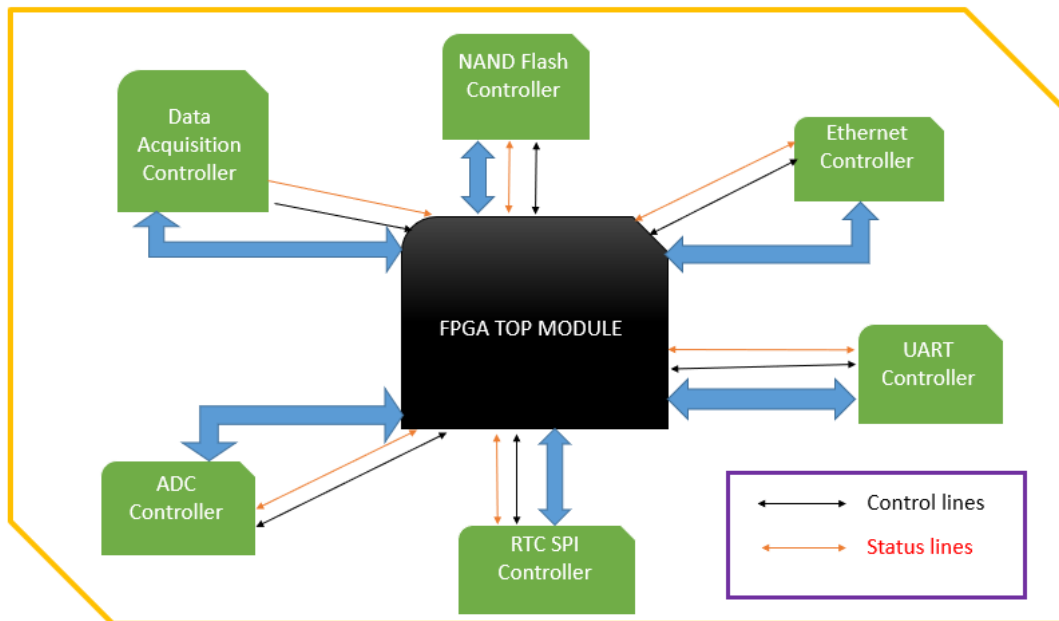 NAND Flash
Controller
Data
Acquisition
Controller
Ethernet
Controller
FPGA TOP MODULE
UART
Controller
ADC
Controller
RTC SPI
Controller
Control lines
Status lines